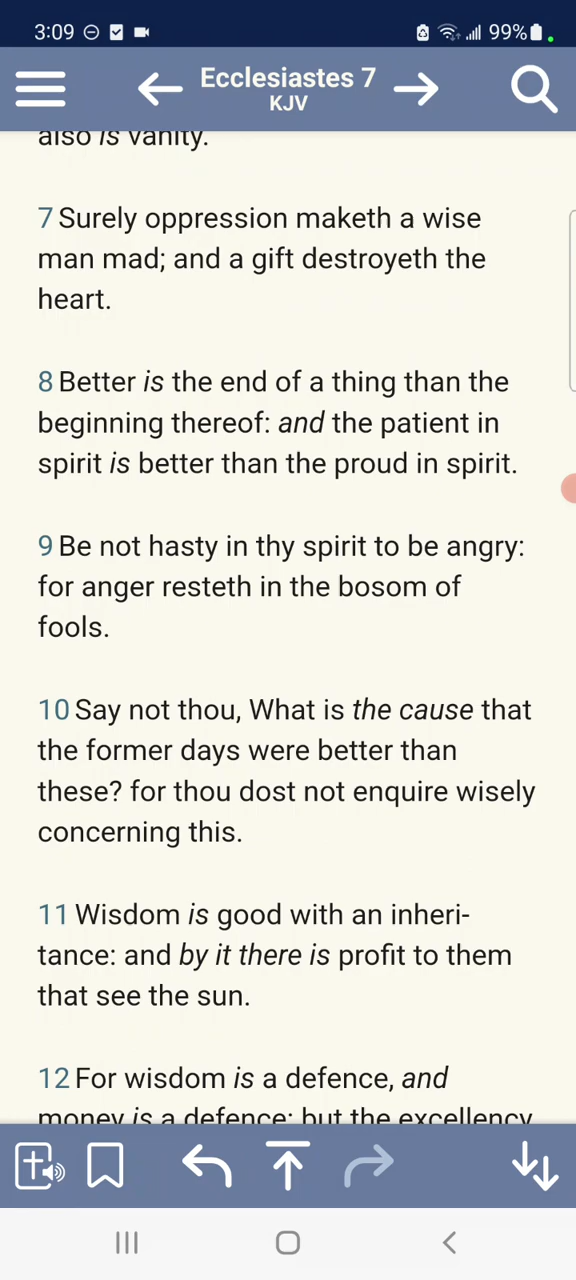 3:09
99%
Ecclesiastes 7
KJV
also is vanity.
7 Surely oppression maketh a wise
man mad; and a gift destroyeth the
heart.
8 Better is the end of a thing than the
beginning thereof: and the patient in
spirit is better than the proud in spirit.
9 Be not hasty in thy spirit to be angry:
for anger resteth in the bosom of
fools.
10 Say not thou, What is the cause that
the former days were better than
these? for thou dost not enquire wisely
concerning this.
11 Wisdom is good with an inheri-
tance: and by it there is profit to them
that see the sun.
12 For wisdom is a defence, and
money is a defence: but the excellency